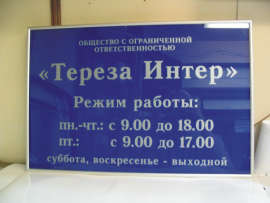 ОБЩЕСТВО С ОГРАНИЧЕННОЙ
ОТВЕТСТВЕННОСТЬЮ
«Тереза Интер»
Режим работы:
пн.-чт.: с 9.00 до 18.00
пт.: с 9.00 до 17.00
суббота, воскресенье - выходной